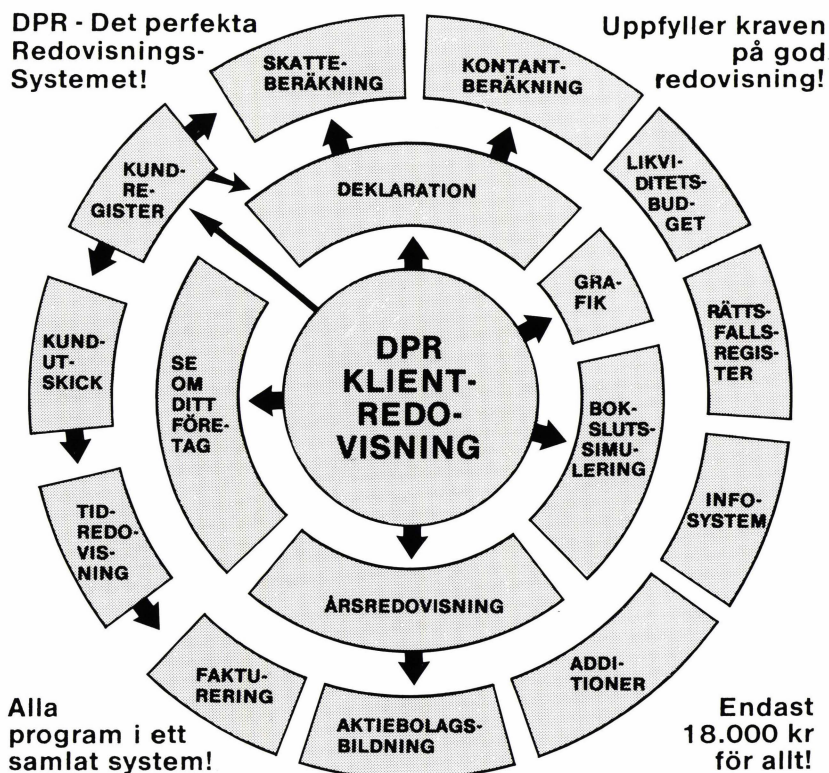 DPR - Det perfekta
Redovisnings-
Systemet!
Uppfyller kraven
på god
redovisning!
SKATTE-
BERÄKNING
KONTANT-
BERÄKNING
LIKVI-
DITETS-
BUD-
GET
RÄTTS-
FALLS-
REGIS-
TER
INFO-
SYSTEM
ADDI-
TIONER
AKTIEBOLAGS-
BILDNING
FAKTU-
RERING
TID-
REDO-
VIS-
NING
KUND-
UT-
SKICK
KUND-
RE-
GISTER
DEKLARATION
GRA-
FIK
BOK-
SLUTS-
SIMU-
LERING
ÅRSREDOVISNING
SE
OM
DITT
FÖRE-
TAG
DPR
KLIENT-
REDO-
VISNING
Alla
program i ett
samlat system!
Endast
18.000 kr
för allt!